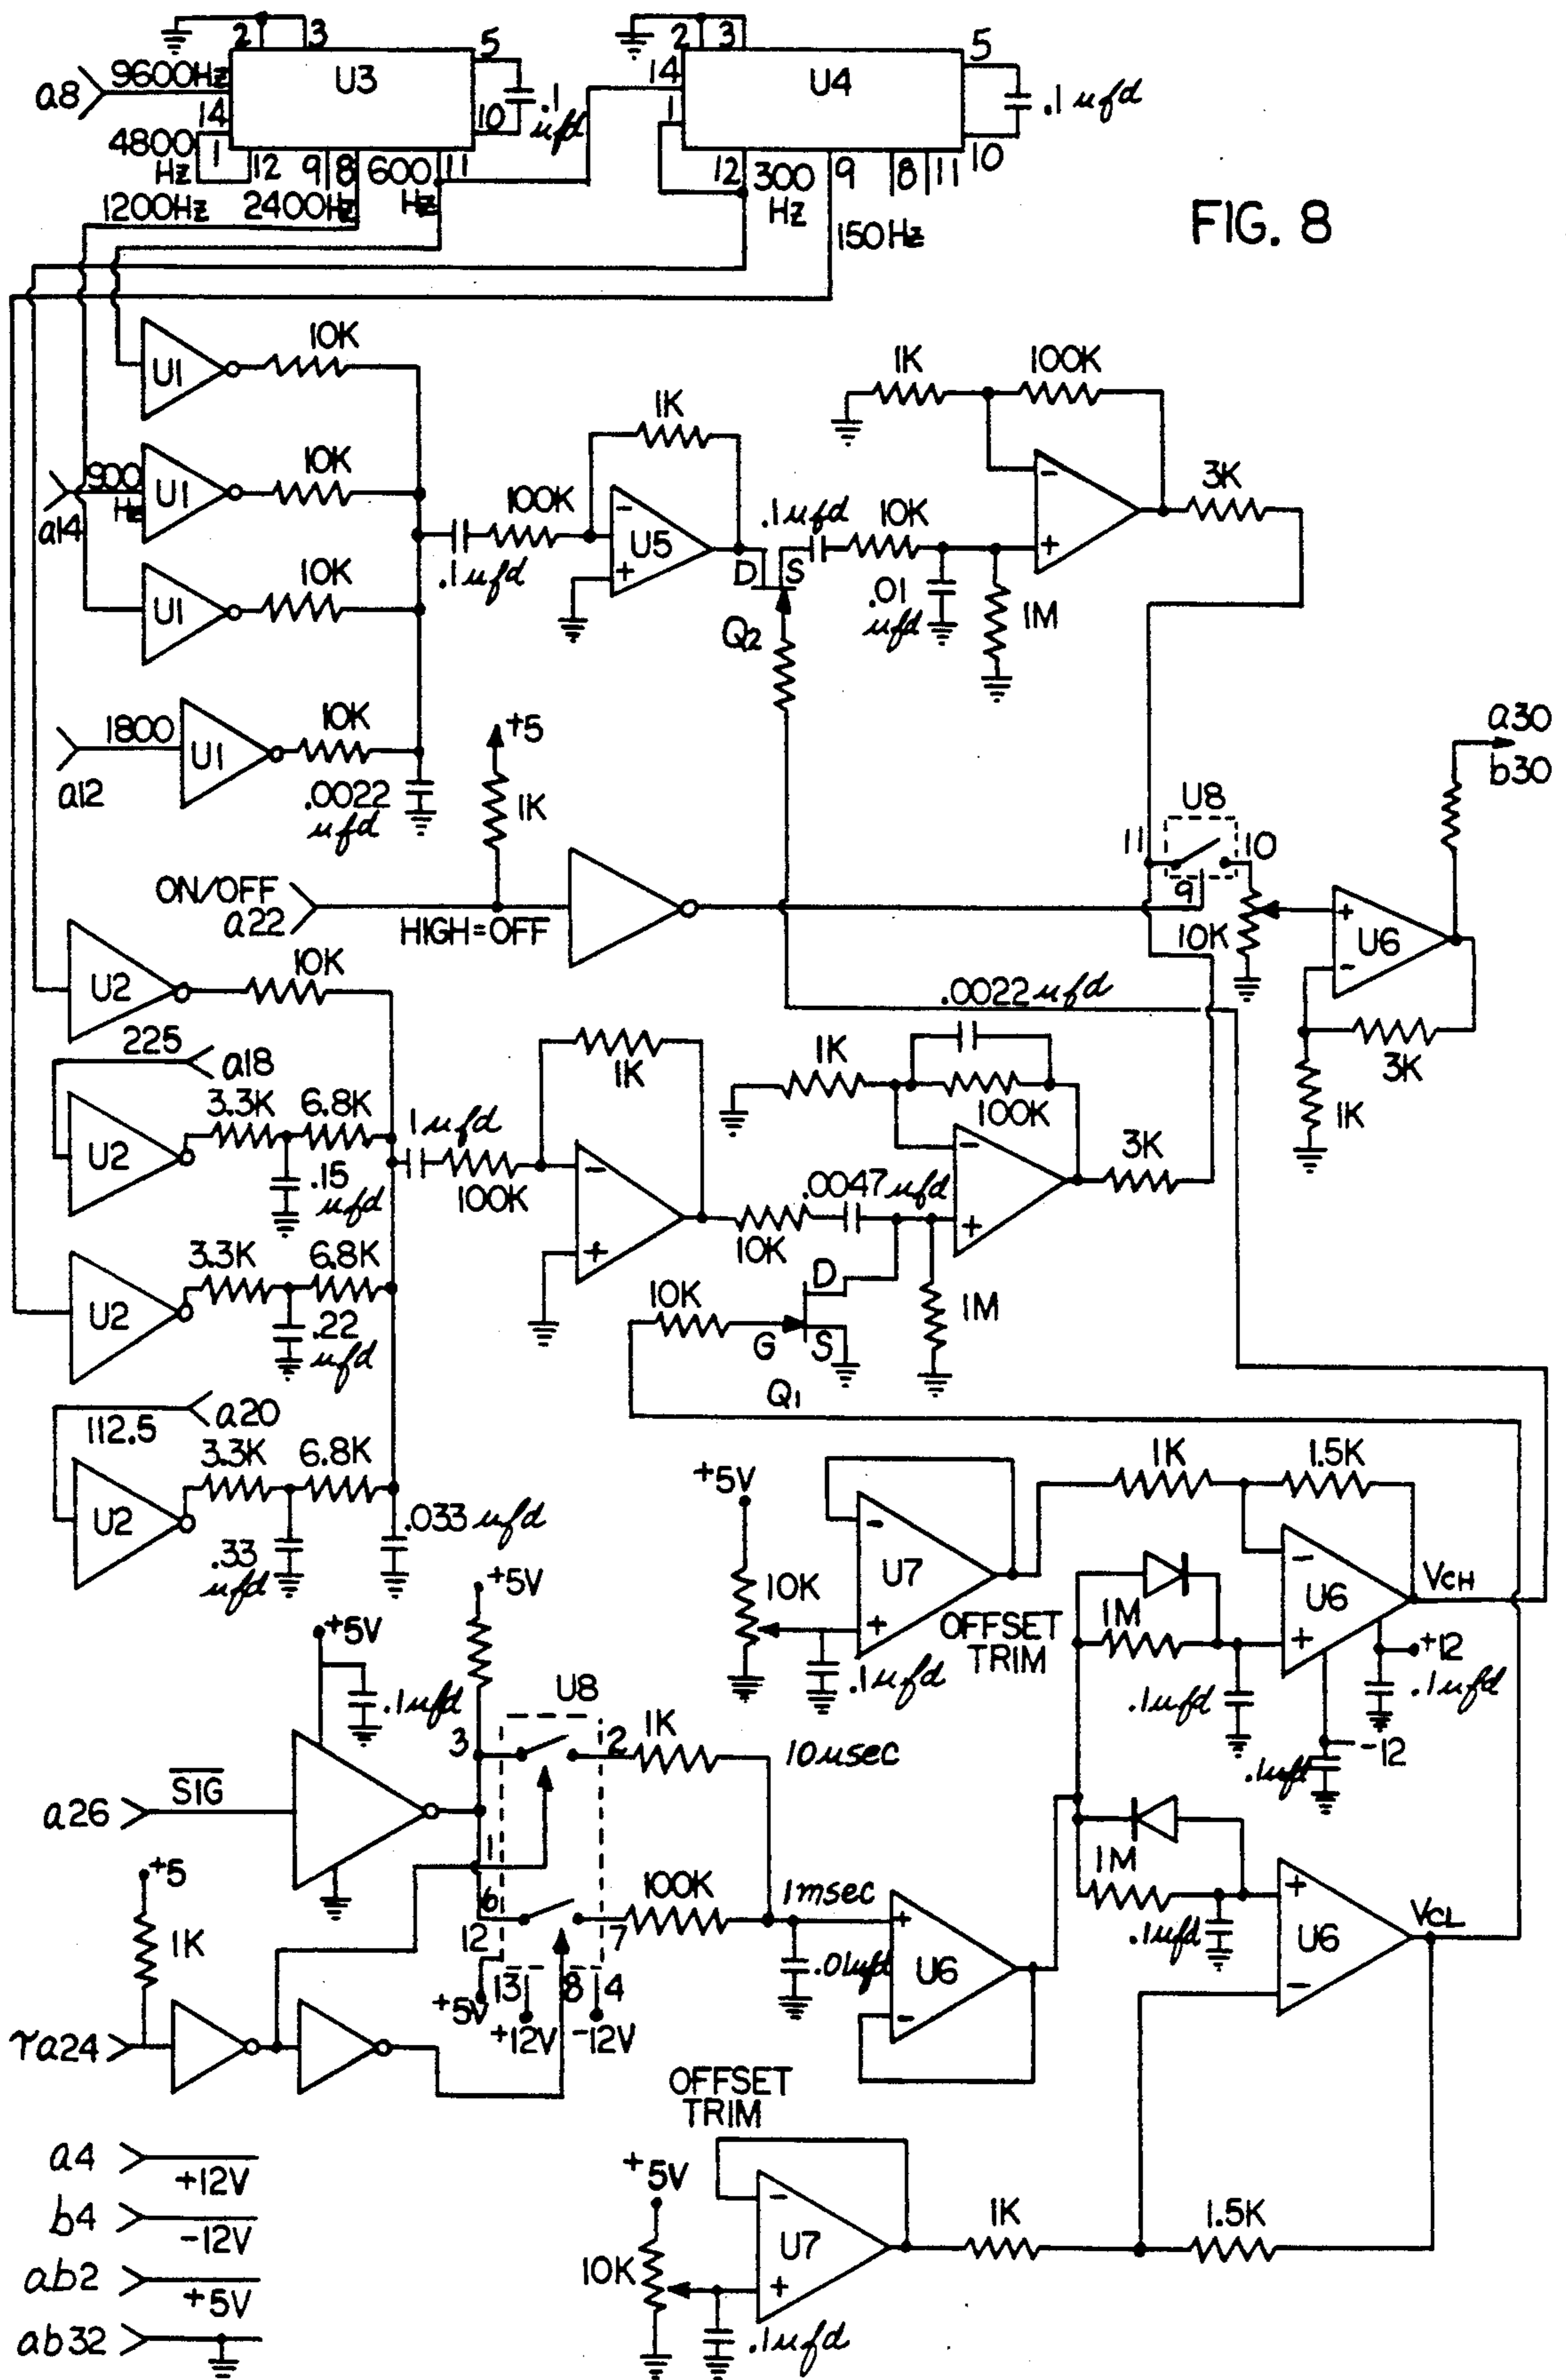 2 3
5
U3
9600Hz
a8
14
10
.1
ufd
4800
Hz
1
12
9
8
600
Hz
11
1200Hz
2400Hz
2 3
5
U4
14
1
.1 ufd
10
12
300
Hz
9
8
11
150Hz
FIG. 8
U1
10K
900
Hz
a14
U1
10K
U1
10K
1800
a12
U1
10K
.0022
ufd
.1ufd
100K
1K
U5
-
+
D
S
Q2
.1ufd
10K
.01
ufd
1M
1K
100K
-
+
3K
+5
1K
ON/OFF
a22
HIGH=OFF
U8
11
10
9
10K
+
-
U6
a30
b30
3K
1K
U2
10K
225
a18
U2
3.3K
6.8K
.15
ufd
U2
3.3K
6.8K
.22
ufd
a20
112.5
U2
3.3K
6.8K
.33
ufd
.033 ufd
1ufd
100K
1K
-
+
10K
.0047ufd
1K
.0022 ufd
100K
-
+
3K
10K
G
D
S
Q1
1M
+5V
10K
.1ufd
-
+
U7
OFFSET
TRIM
1K
1.5K
-
+
U6
VCH
1M
.1ufd
+12
.1ufd
-12
.1ufd
+5V
.1ufd
+5V
a26
SIG
U8
3
2
1
6
7
12
13
8
4
+5V
+12V
-12V
1K
10usec
100K
1msec
.01ufd
+
-
U6
1M
.1ufd
+
-
U6
VCL
+5
1K
τa24
OFFSET
TRIM
+5V
10K
.1ufd
-
+
U7
1K
1.5K
a4
+12V
b4
-12V
ab2
+5V
ab32